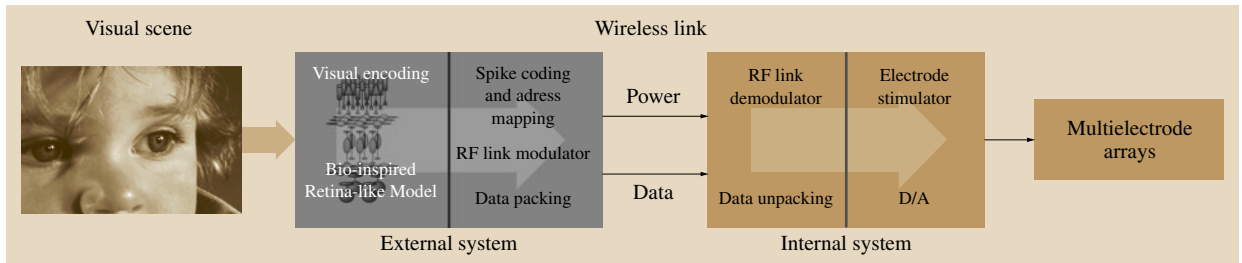 Visual scene
Wireless link
Visual encoding
Bio-inspired
Retina-like Model
Spike coding
and adress
mapping
RF link modulator
Data packing
External system
Power
Data
RF link
demodulator
Data unpacking
Electrode
stimulator
D/A
Internal system
Multielectrode
arrays